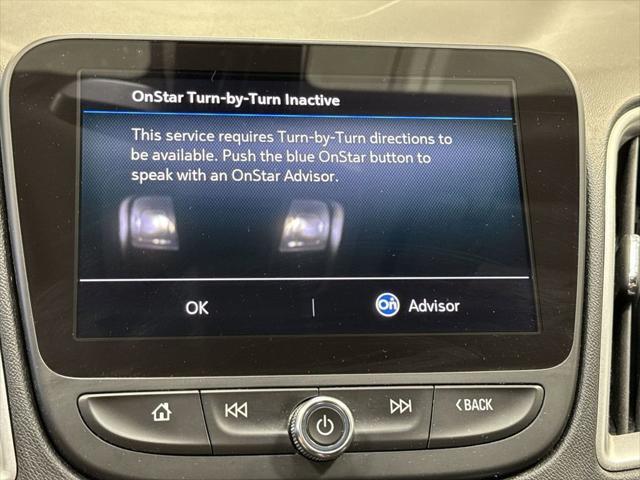 OnStar Turn-by-Turn Inactive
This service requires Turn-by-Turn directions to
be available. Push the blue OnStar button to
speak with an OnStar Advisor.
OK | On Advisor
BACK